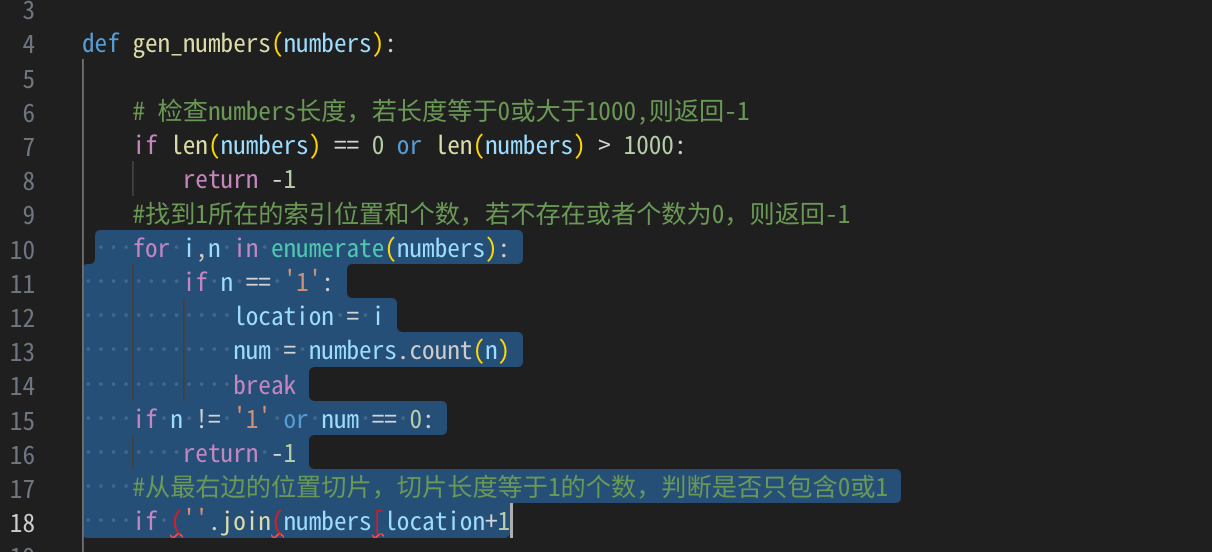 3
4 def gen_numbers(numbers):
5
6 # 检查numbers长度，若长度等于0或大于1000,则返回-1
7 if len(numbers) == 0 or len(numbers) > 1000:
8 return -1
9 #找到1所在的索引位置和个数，若不存在或者个数为0，则返回-1
10 for i,n in enumerate(numbers):
11 if n == '1':
12 location = i
13 num = numbers.count(n)
14 break
15 if n != '1' or num == 0:
16 return -1
17 #从最右边的位置切片，切片长度等于1的个数，判断是否只包含0或1
18 if (''.join(numbers[location+1